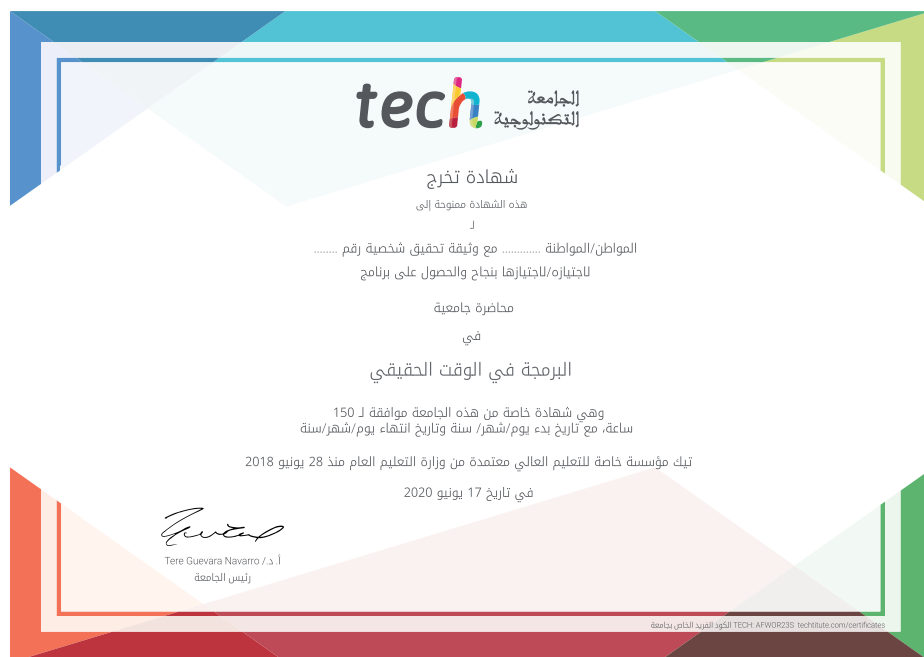 tech الجامعة
التكنولوجية
شهادة تخرج
هذه الشهادة ممنوحة إلى
لـ
المواطن/المواطنة ............ مع وثيقة تحقيق شخصية رقم ........
لاجتيازه/لاجتيازها بنجاح والحصول على برنامج
محاضرة جامعية
في
البرمجة في الوقت الحقيقي
وهي شهادة خاصة من هذه الجامعة موافقة لـ 150
ساعة، مع تاريخ بدء يوم/شهر/ سنة وتاريخ انتهاء يوم/شهر/سنة
تيك مؤسسة خاصة للتعليم العالي معتمدة من وزارة التعليم العام منذ 28 يونيو 2018
في تاريخ 17 يونيو 2020
أ. د./ Tere Guevara Navarro
رئيس الجامعة
الكود الفريد الخاص بجامعة TECH: AFWOR23S techtitute.com/certificates